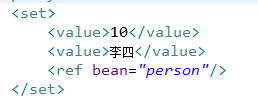 <set>
<value>10</value>
<value>李四</value>
<ref bean="person"/>
</set>